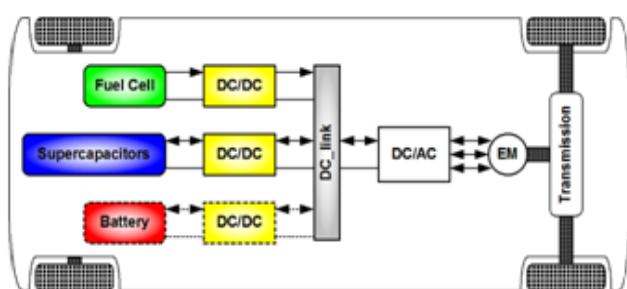 Fuel Cell
DC/DC
Supercapacitors
DC/DC
Battery
DC/DC
DC_link
DC/AC
EM
Transmission